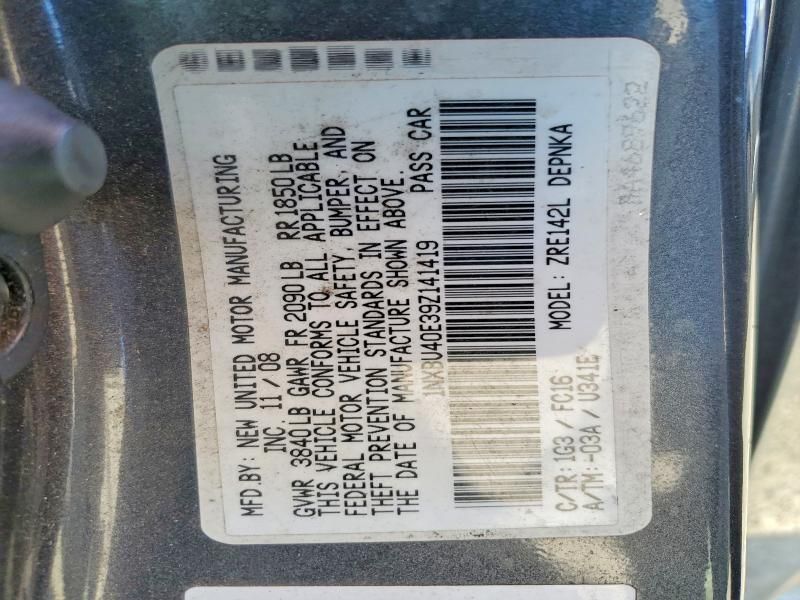 MFD.BY: NEW UNITED MOTOR MANUFACTURING
INC. 11/08
GVWR 3840LB GAWR FR 2090LB RR1850LB
THIS VEHICLE CONFORMS TO ALL APPLICABLE
FEDERAL MOTOR VEHICLE SAFETY, BUMPER, AND
THEFT PREVENTION STANDARDS IN EFFECT ON
THE DATE OF MANUFACTURE SHOWN ABOVE.
1NXBU40E39Z141419 PASS CAR
MODEL: ZRE142L DEPNKA
C/TR: 1G3 / FC16
A/TM: -03A / U341E